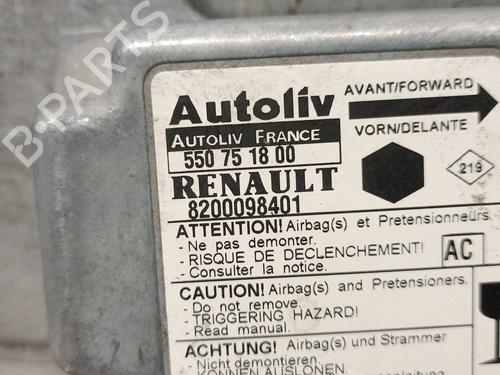 B-PARTS
Autoliv
AUTOLIV FRANCE
550 75 18 00
RENAULT
8200098401
AVANT/FORWARD
VORN/DELANTE
219
ATTENTION! Airbag(s) et Pretensionneurs.
- Ne pas demonter.
- RISQUE DE DECLENCHEMENT!
- Consulter la notice.
AC
CAUTION! Airbag(s) and Pretensioners.
- Do not remove.
- TRIGGERING HAZARD!
- Read manual.
ACHTUNG! Airbag(s) und Strammer
- Nicht demontieren.
KONNEN AUSLÖSEN.